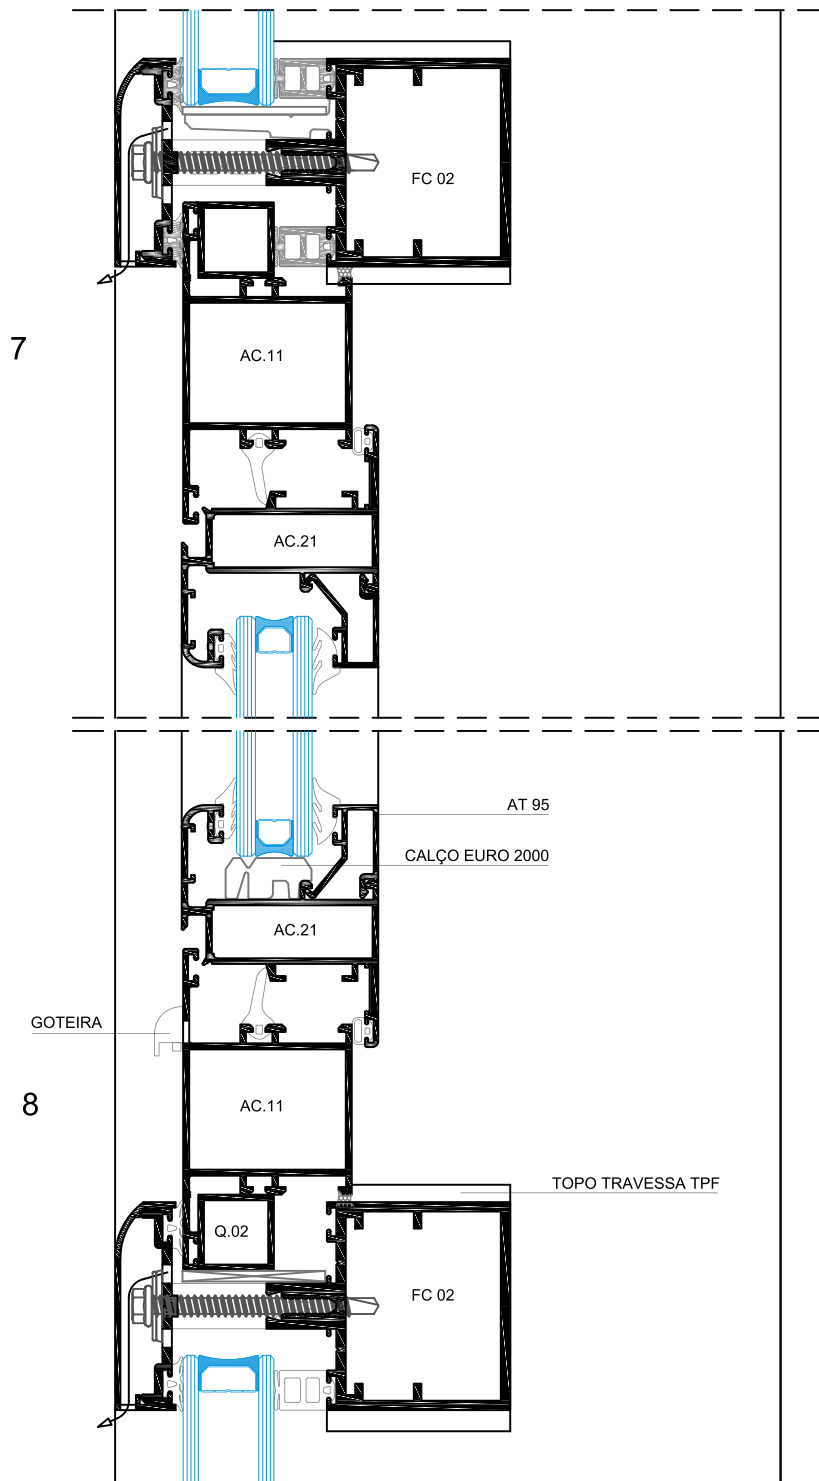 FC 02
7
AC.11
AC.21
AT 95
CALÇO EURO 2000
AC.21
GOTEIRA
8
AC.11
TOPO TRAVESSA TPF
Q.02
FC 02